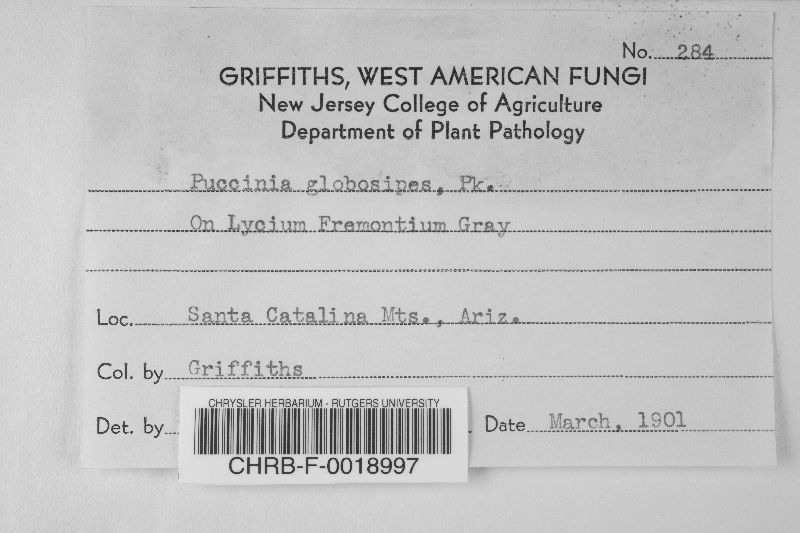 No. 284
GRIFFITHS, WEST AMERICAN FUNGI
New Jersey College of Agriculture
Department of Plant Pathology
Puccinia globosipes, Pk.
On Lycium Fremontium Gray
Loc. Santa Catalina Mts., Ariz.
Col. by Griffiths
Det. by
Date March, 1901
CHRYSLER HERBARIUM - RUTGERS UNIVERSITY
CHRB-F-0018997